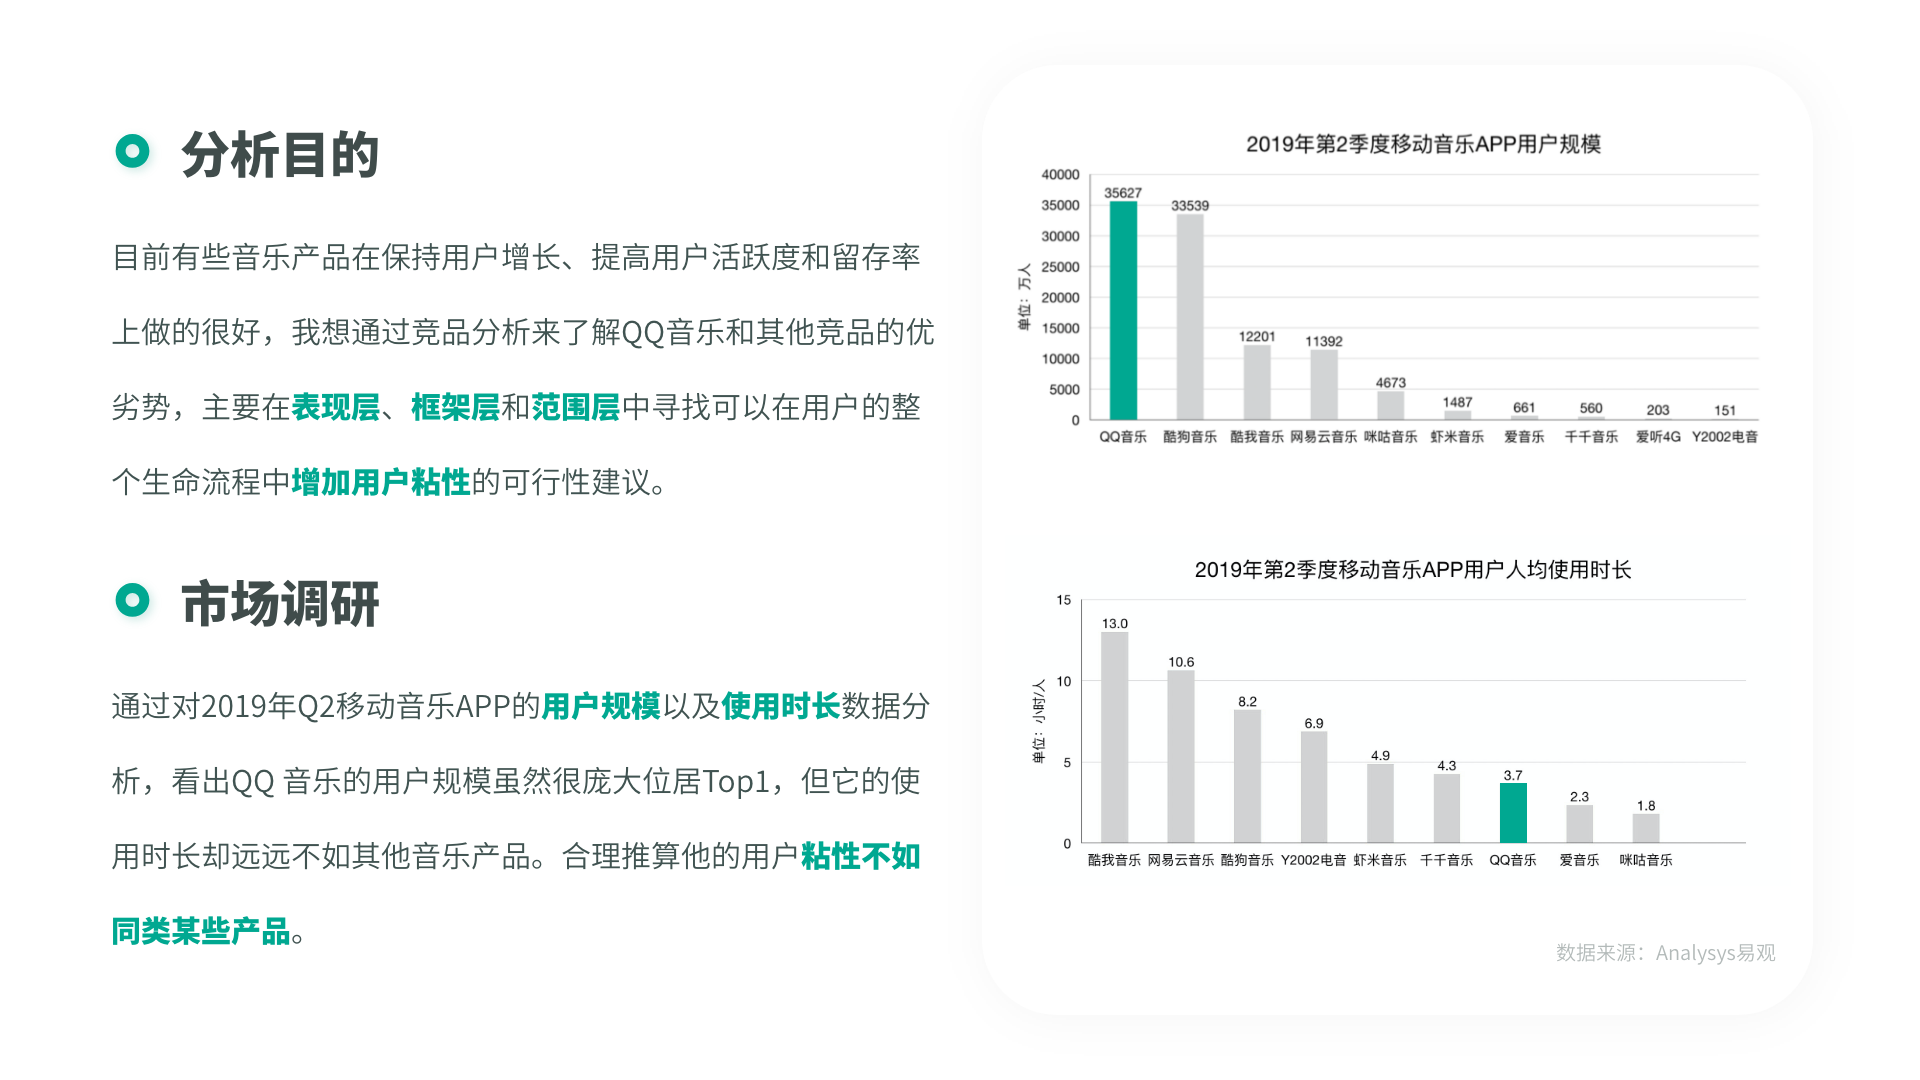 分析目的
目前有些音乐产品在保持用户增长、提高用户活跃度和留存率
上做的很好，我想通过竞品分析来了解QQ音乐和其他竞品的优
劣势，主要在表现层、框架层和范围层中寻找可以在用户的整
个生命流程中增加用户粘性的可行性建议。
市场调研
通过对2019年Q2移动音乐APP的用户规模以及使用时长数据分
析，看出QQ 音乐的用户规模虽然很庞大位居Top1，但它的使
用时长却远远不如其他音乐产品。合理推算他的用户粘性不如
同类某些产品。
2019年第2季度移动音乐APP用户规模
单位：万人
40000
35000
30000
25000
20000
15000
10000
5000
0
35627 33539 12201 11392 4673 1487 661 560 203 151
QQ音乐 酷狗音乐 酷我音乐 网易云音乐 咪咕音乐 虾米音乐 爱音乐 千千音乐 爱听4G Y2002电音
2019年第2季度移动音乐APP用户人均使用时长
单位：小时/人
15
10
5
0
13.0 10.6 8.2 6.9 4.9 4.3 3.7 2.3 1.8
酷我音乐 网易云音乐 酷狗音乐 Y2002电音 虾米音乐 千千音乐 QQ音乐 爱音乐 咪咕音乐
数据来源：Analysys易观